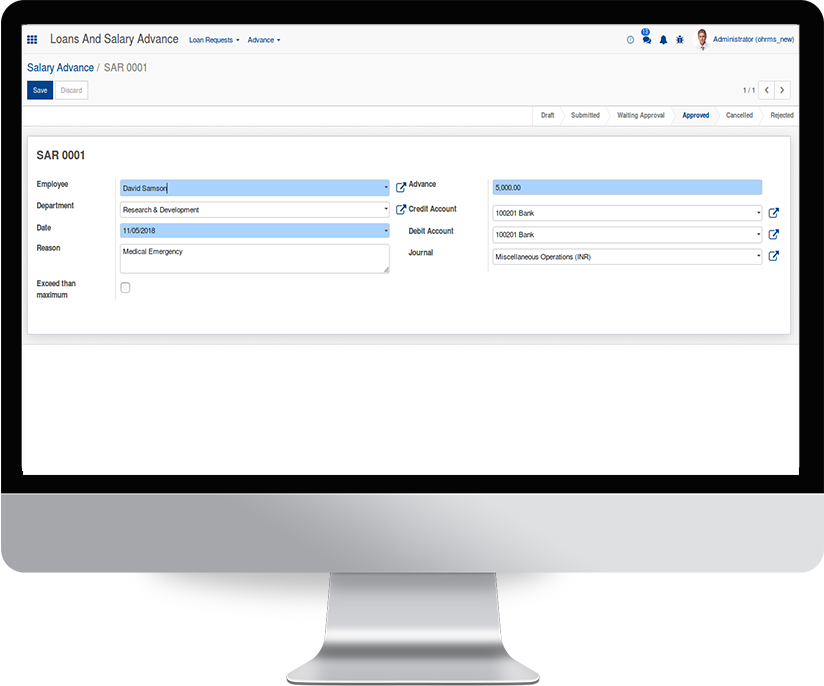 Loans And Salary Advance Loan Requests Advance 13 Administrator (ohrms_new)
Salary Advance / SAR 0001
Save Discard 1 / 1
Draft Submitted Waiting Approval Approved Cancelled Rejected
SAR 0001
Employee David Samson Advance 5,000.00
Department Research & Development Credit Account 100201 Bank
Date 11/05/2018 Debit Account 100201 Bank
Reason Medical Emergency Journal Miscellaneous Operations (INR)
Exceed than
maximum